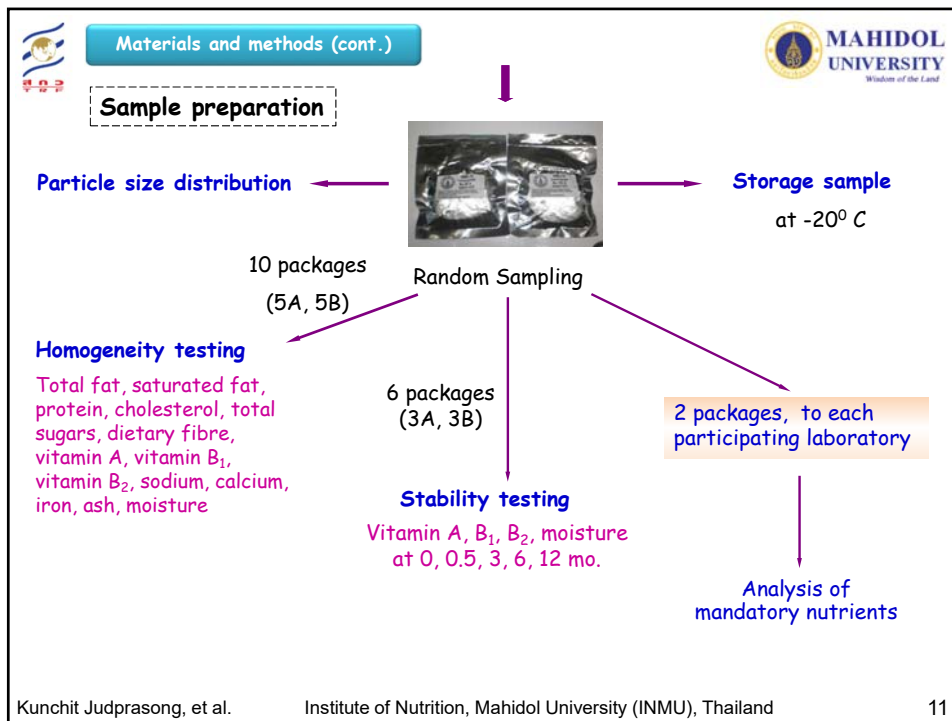 Materials and methods (cont.)
MAHIDOL
UNIVERSITY
Wisdom of the Land
Sample preparation
Particle size distribution
Storage sample
at -20⁰ C
10 packages
(5A, 5B)
Random Sampling
Homogeneity testing
Total fat, saturated fat,
protein, cholesterol, total
sugars, dietary fibre,
vitamin A, vitamin B₁,
vitamin B₂, sodium, calcium,
iron, ash, moisture
6 packages
(3A, 3B)
2 packages, to each
participating laboratory
Stability testing
Vitamin A, B₁, B₂, moisture
at 0, 0.5, 3, 6, 12 mo.
Analysis of
mandatory nutrients
Kunchit Judprasong, et al.
Institute of Nutrition, Mahidol University (INMU), Thailand
11